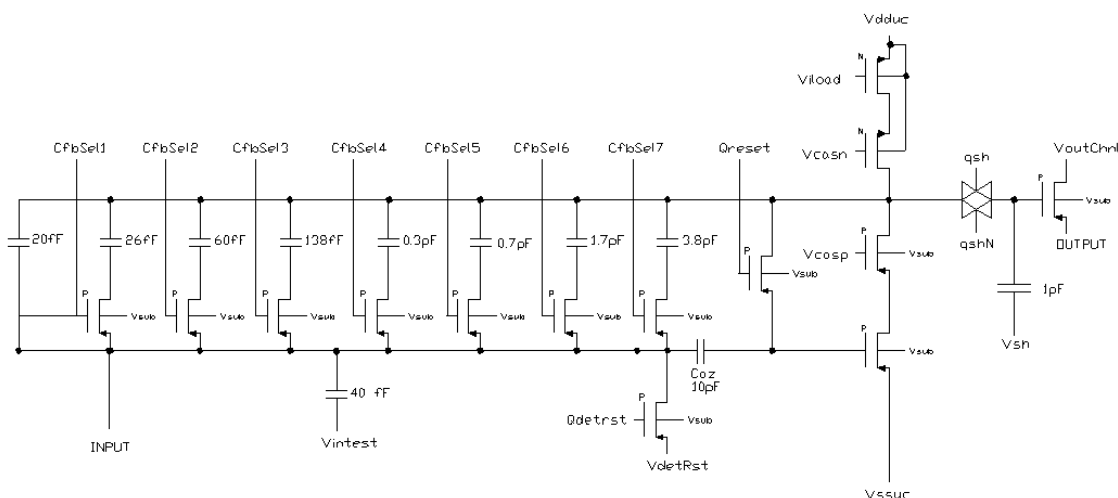 Vdduc
N
Viload
N
Vcasn
CfbSel1
CfbSel2
CfbSel3
CfbSel4
CfbSel5
CfbSel6
CfbSel7
Qreset
qsh
VoutChnl
P
Vsub
OUTPUT
qshN
20fF
26fF
60fF
138fF
0.3pF
0.7pF
1.7pF
3.8pF
P
Vsub
Vcosp
P
Vsub
1pF
Vsh
P
Vsub
P
Vsub
P
Vsub
P
Vsub
P
Vsub
P
Vsub
P
Vsub
P
Vsub
Coz
10pF
40 fF
Vintest
INPUT
Qdetrst
P
Vsub
VdetRst
Vssuc